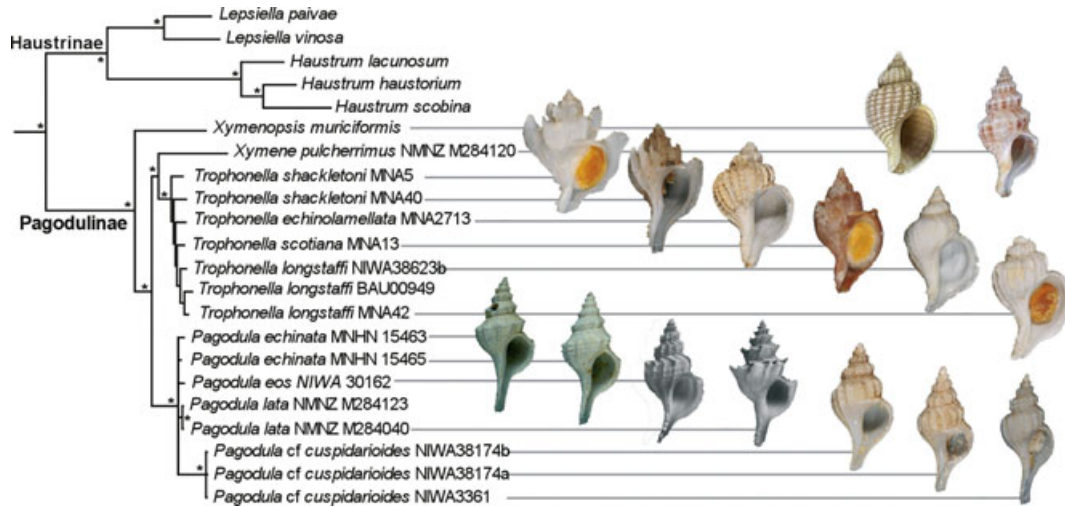 Lepsiella paivae
Lepsiella vinosa
Haustrinae
Haustrum lacunosum
Haustrum haustorium
Haustrum scobina
Xymenopsis muriciformis
Xymene pulcherrimus NMNZ M284120
Trophonella shackletoni MNA5
Trophonella shackletoni MNA40
Trophonella echinolamellata MNA2713
Pagodulinae
Trophonella scotiana MNA13
Trophonella longstaffi NIWA38623b
Trophonella longstaffi BAU00949
Trophonella longstaffi MNA42
Pagodula echinata MNHN 15463
Pagodula echinata MNHN 15465
Pagodula eos NIWA 30162
Pagodula lata NMNZ M284123
Pagodula lata NMNZ M284040
Pagodula cf cuspidarioides NIWA38174b
Pagodula cf cuspidarioides NIWA38174a
Pagodula cf cuspidarioides NIWA3361